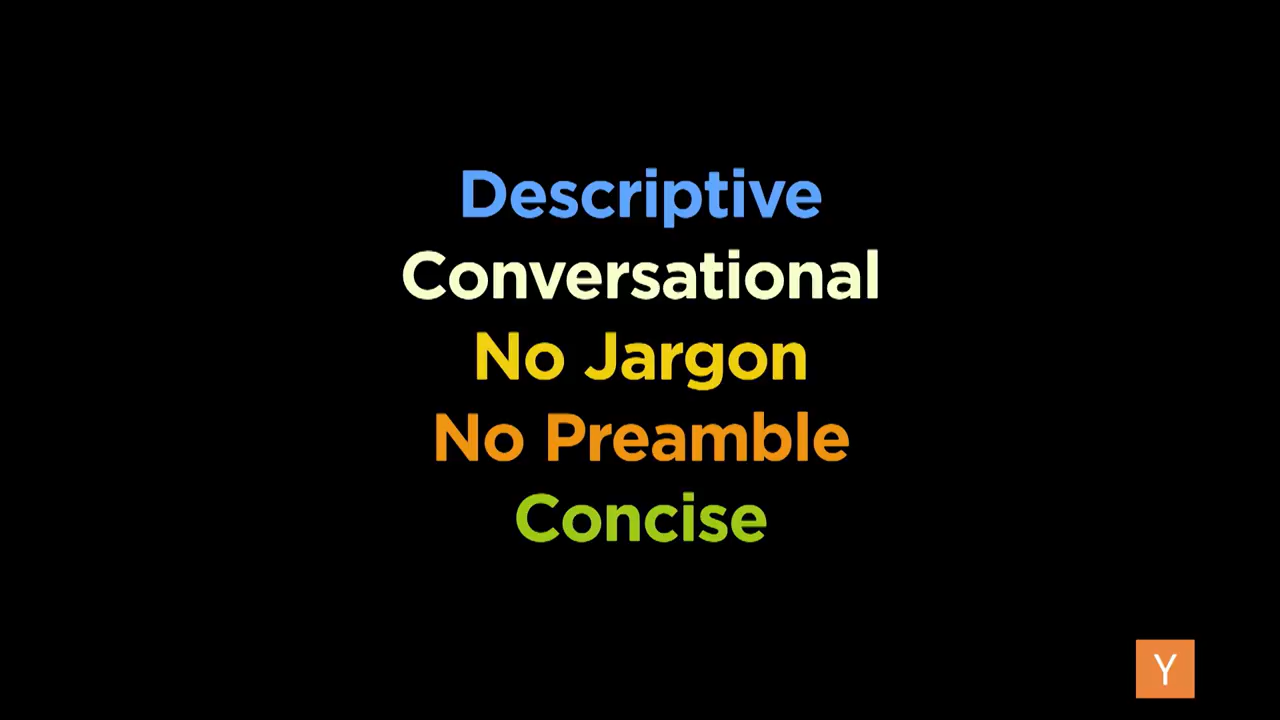 Descriptive
Conversational
No Jargon
No Preamble
Concise
Y